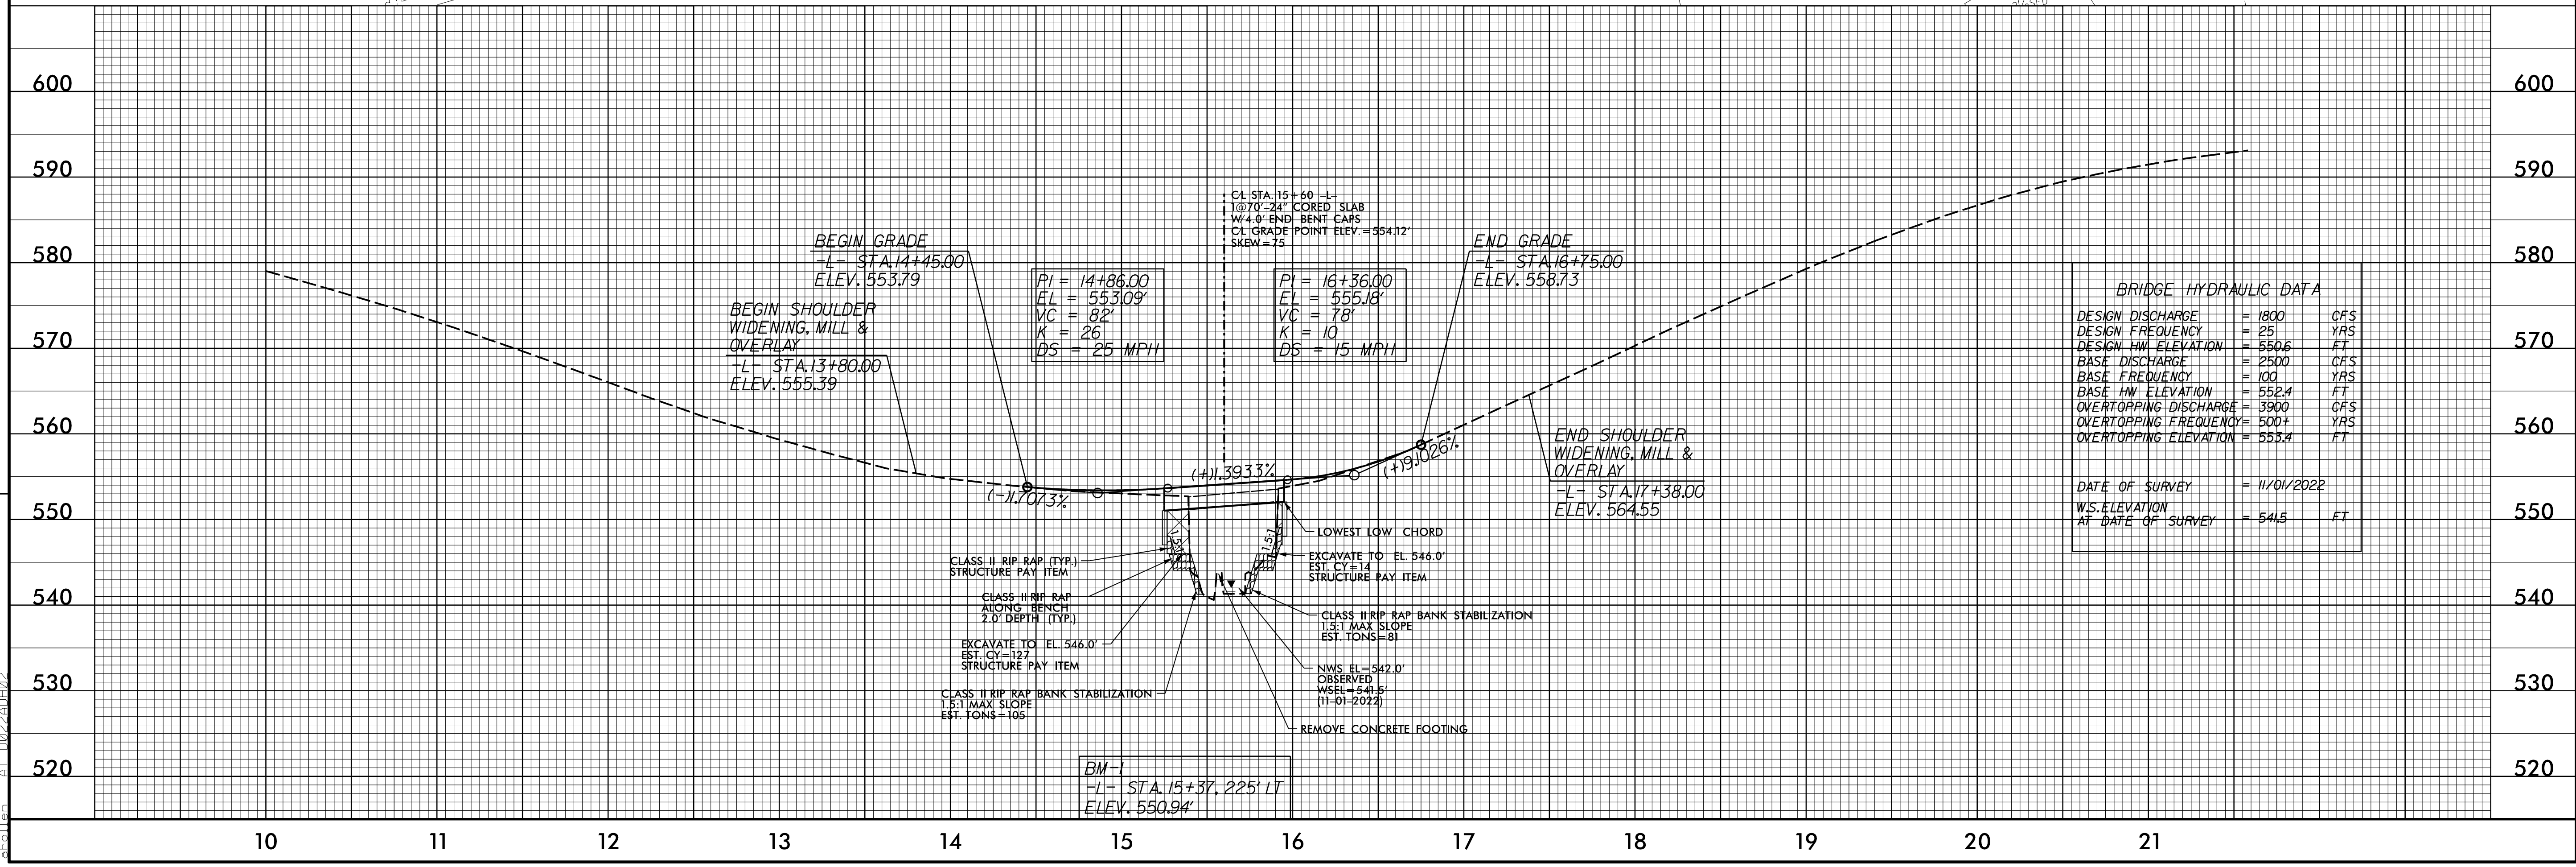 600
590
580
570
560
550
540
530
520
600
590
580
570
560
550
540
530
520
BEGIN GRADE
-L- STA.14+45.00
ELEV. 553.79
BEGIN SHOULDER
WIDENING, MILL &
OVERLAY
-L- STA.13+80.00
ELEV. 555.39
PI = 14+86.00
EL = 553.09'
VC = 82'
K = 26
DS = 25 MPH
C/L STA. 15+60 -L-
1@70'-24" CORED SLAB
W/4.0' END BENT CAPS
C/L GRADE POINT ELEV.=554.12'
SKEW=75
PI = 16+36.00
EL = 555.18'
VC = 78'
K = 10
DS = 15 MPH
END GRADE
-L- STA.16+75.00
ELEV. 558.73
END SHOULDER
WIDENING, MILL &
OVERLAY
-L- STA.17+38.00
ELEV. 564.55
(-)1.7073%
(+)1.3933%
(+)9.1026%
BRIDGE HYDRAULIC DATA
DESIGN DISCHARGE = 1800 CFS
DESIGN FREQUENCY = 25 YRS
DESIGN HW ELEVATION = 550.6 FT
BASE DISCHARGE = 2500 CFS
BASE FREQUENCY = 100 YRS
BASE HW ELEVATION = 552.4 FT
OVERTOPPING DISCHARGE = 3900 CFS
OVERTOPPING FREQUENCY= 500+ YRS
OVERTOPPING ELEVATION = 553.4 FT
DATE OF SURVEY = 11/01/2022
W.S.ELEVATION
AT DATE OF SURVEY = 541.5 FT
CLASS II RIP RAP (TYP.)
STRUCTURE PAY ITEM
CLASS II RIP RAP
ALONG BENCH
2.0' DEPTH (TYP.)
EXCAVATE TO EL. 546.0'
EST. CY=127
STRUCTURE PAY ITEM
CLASS II RIP RAP BANK STABILIZATION
1.5:1 MAX SLOPE
EST. TONS=105
1.5:1
1.5:1
LOWEST LOW CHORD
EXCAVATE TO EL. 546.0'
EST. CY=14
STRUCTURE PAY ITEM
CLASS II RIP RAP BANK STABILIZATION
1.5:1 MAX SLOPE
EST. TONS=81
NWS EL=542.0'
OBSERVED
WSEL=541.5'
(11-01-2022)
REMOVE CONCRETE FOOTING
BM-1
-L- STA.15+37, 225' LT
ELEV. 550.94'
10
11
12
13
14
15
16
17
18
19
20
21